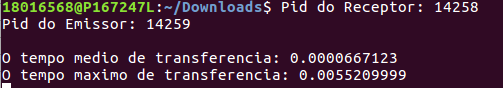 18016568@P167247L:~/Downloads$ Pid do Receptor: 14258
Pid do Emissor: 14259
O tempo medio de transferencia: 0.0000667123
O tempo maximo de transferencia: 0.0055209999